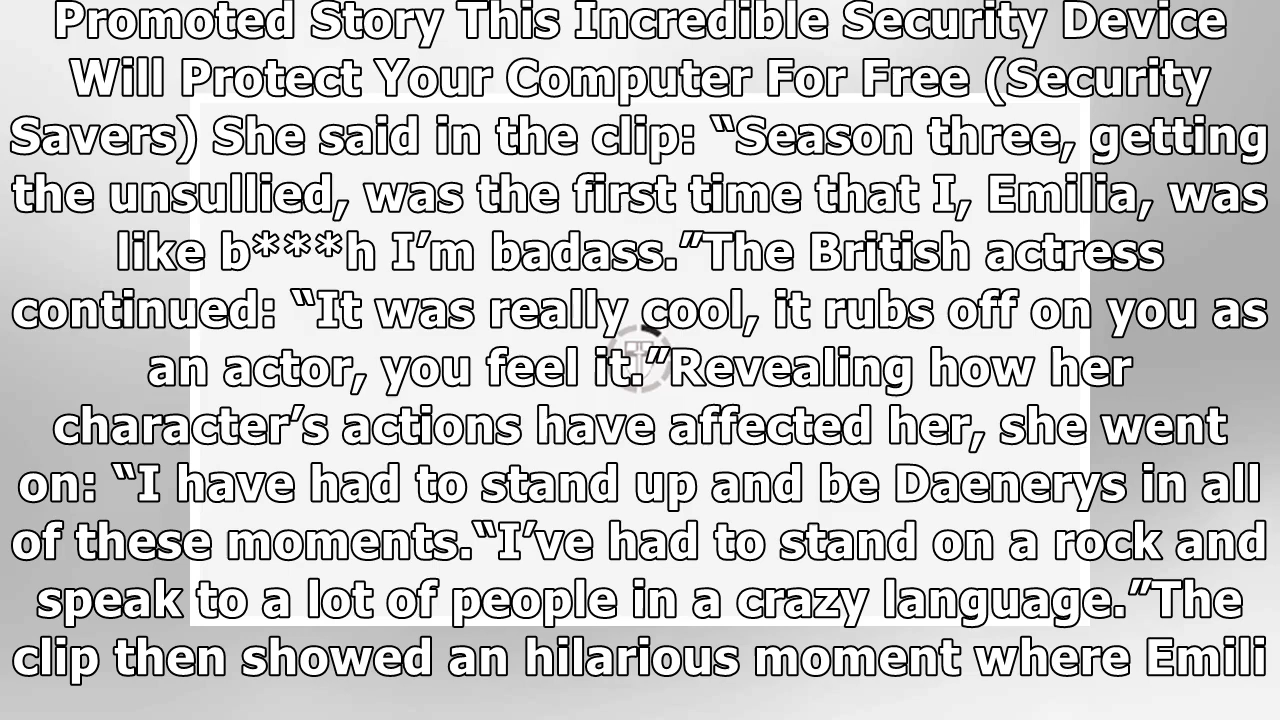 Promoted Story This Incredible Security Device
Will Protect Your Computer For Free (Security
Savers) She said in the clip: “Season three, getting
the unsullied, was the first time that I, Emilia, was
like b***h I’m badass.”The British actress
continued: “It was really cool, it rubs off on you as
an actor, you feel it.”Revealing how her
character’s actions have affected her, she went
on: “I have had to stand up and be Daenerys in all
of these moments.“I’ve had to stand on a rock and
speak to a lot of people in a crazy language.”The
clip then showed an hilarious moment where Emili